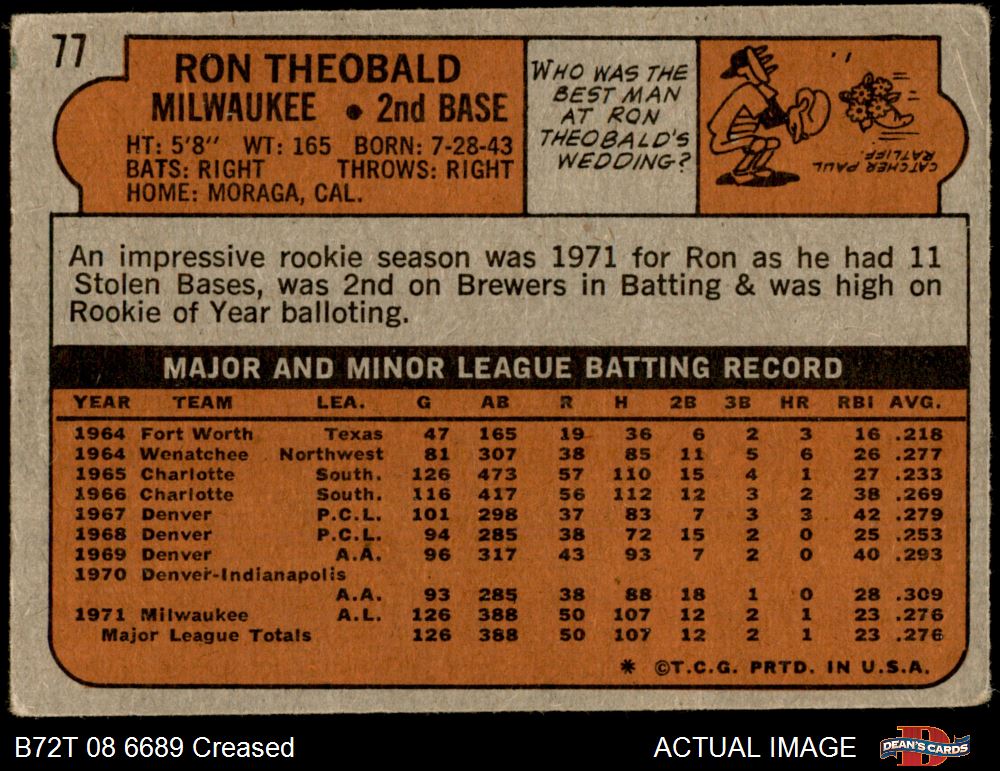 77
RON THEOBALD
MILWAUKEE • 2nd BASE
HT: 5'8" WT: 165 BORN: 7-28-43
BATS: RIGHT THROWS: RIGHT
HOME: MORAGA, CAL.
WHO WAS THE
BEST MAN
AT RON
THEOBALD'S
WEDDING?
CATCHER PAUL
RATLIFF.
An impressive rookie season was 1971 for Ron as he had 11
Stolen Bases, was 2nd on Brewers in Batting & was high on
Rookie of Year balloting.
MAJOR AND MINOR LEAGUE BATTING RECORD
YEAR TEAM LEA. G AB R H 2B 3B HR RBI AVG.
1964 Fort Worth Texas 47 165 19 36 6 2 3 16 .218
1964 Wenatchee Northwest 81 307 38 85 11 5 6 26 .277
1965 Charlotte South. 126 473 57 110 15 4 1 27 .233
1966 Charlotte South. 116 417 56 112 12 3 2 38 .269
1967 Denver P.C.L. 101 298 37 83 7 3 3 42 .279
1968 Denver P.C.L. 94 285 38 72 15 2 0 25 .253
1969 Denver A.A. 96 317 43 93 7 2 0 40 .293
1970 Denver-Indianapolis
A.A. 93 285 38 88 18 1 0 28 .309
1971 Milwaukee A.L. 126 388 50 107 12 2 1 23 .276
Major League Totals 126 388 50 107 12 2 1 23 .276
* ©T.C.G. PRTD. IN U.S.A.
B72T 08 6689 Creased
ACTUAL IMAGE
DEAN'S CARDS